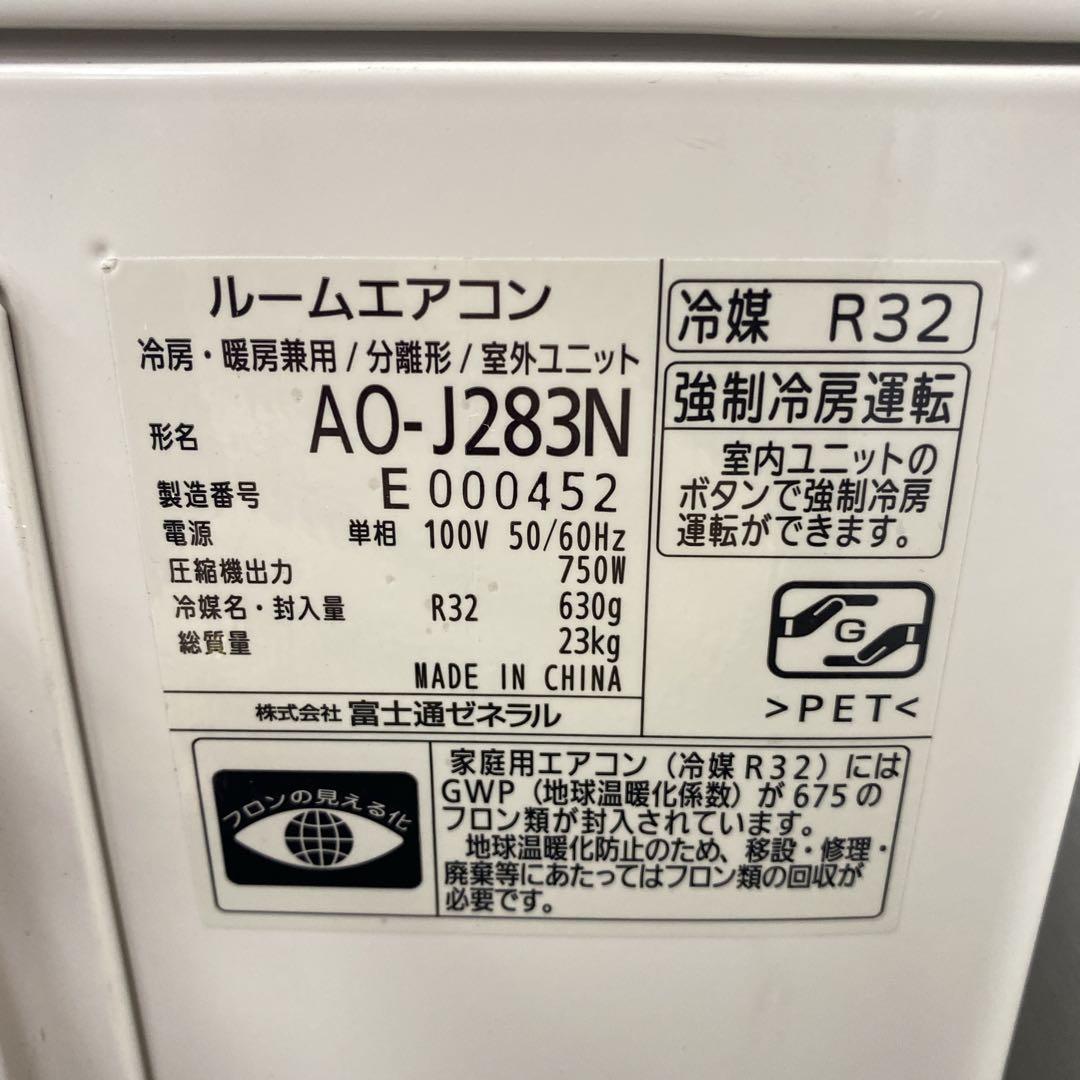 ルームエアコン
冷房・暖房兼用/分離形/室外ユニット
形名 AO-J283N
製造番号 E000452
電源 単相 100V 50/60Hz
圧縮機出力 750W
冷媒名・封入量 R32 630g
総質量 23kg
MADE IN CHINA
株式会社 富士通ゼネラル
冷媒 R32
強制冷房運転
室内ユニットの
ボタンで強制冷房
運転ができます。
G
>PET<
フロンの見える化
家庭用エアコン（冷媒R32）には
GWP（地球温暖化係数）が675の
フロン類が封入されています。
地球温暖化防止のため、移設・修理・
廃棄等にあたってはフロン類の回収が
必要です。